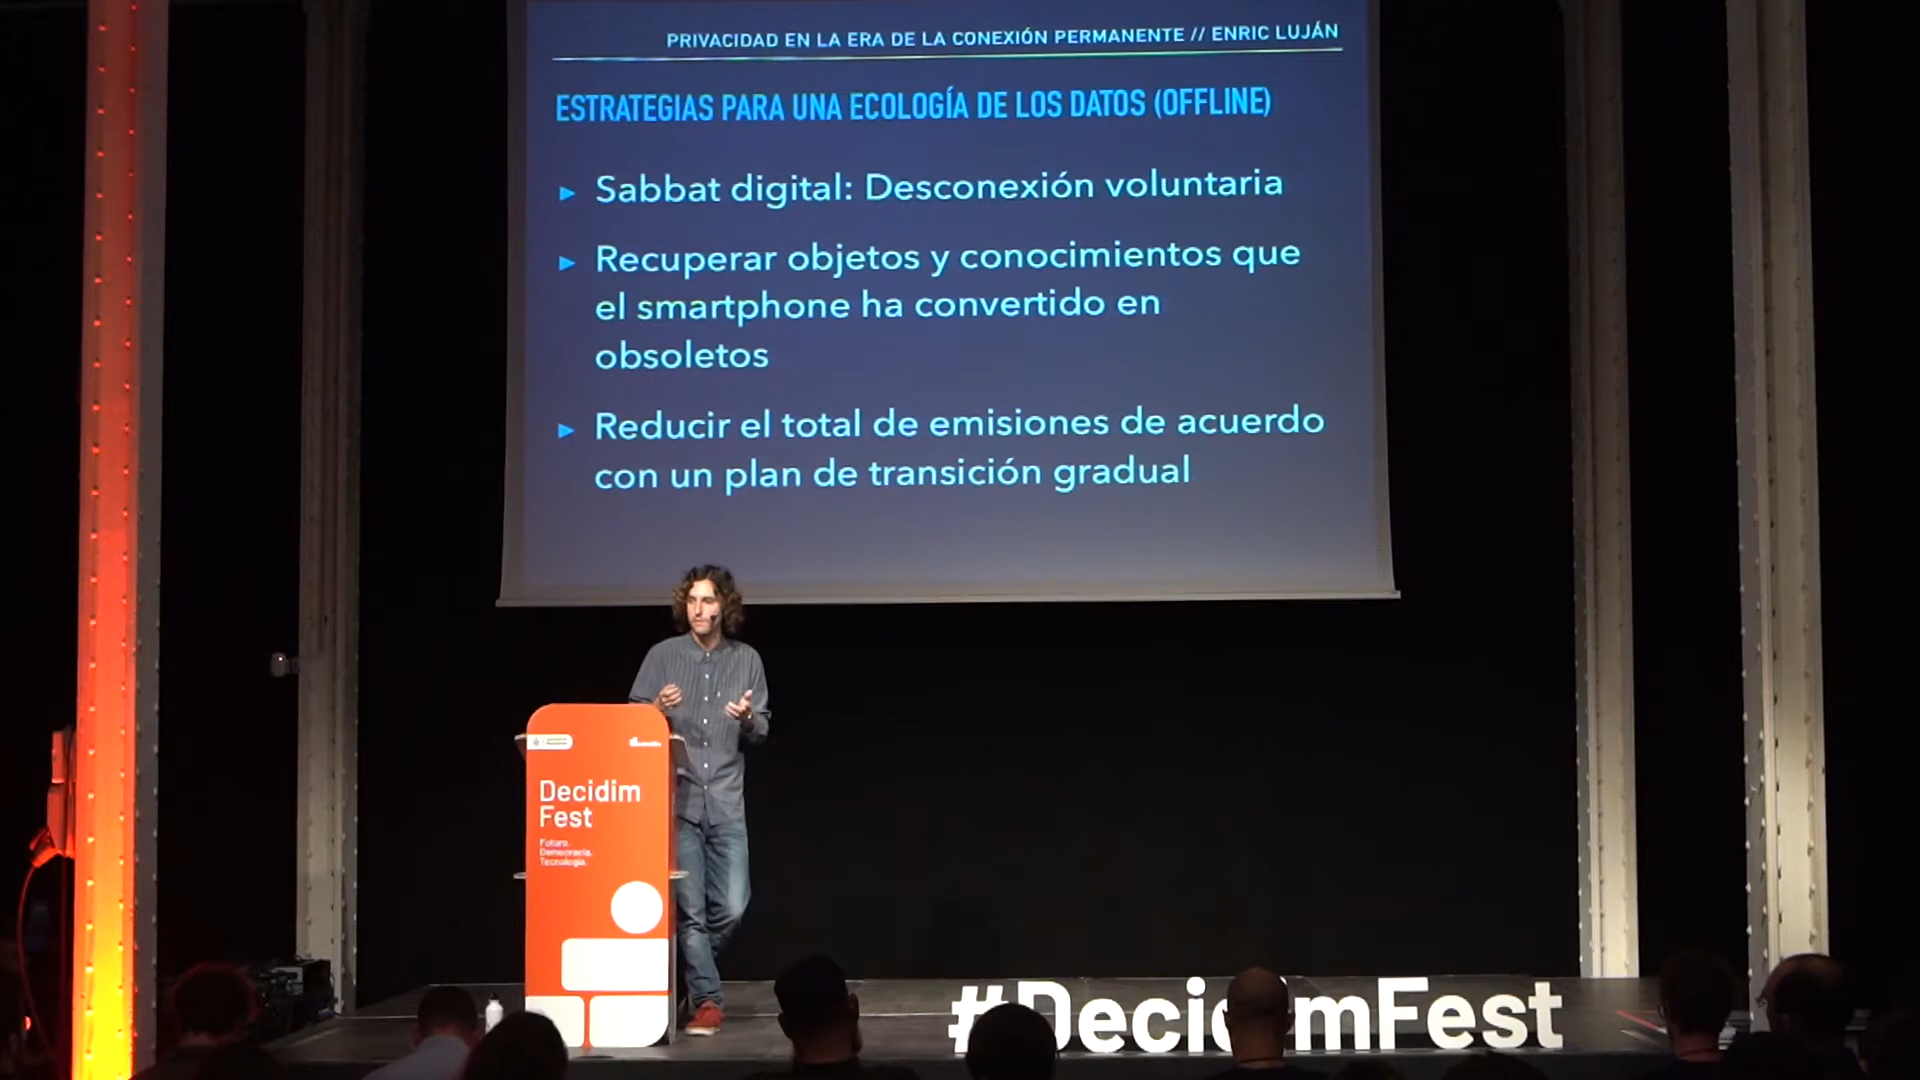 PRIVACIDAD EN LA ERA DE LA CONEXIÓN PERMANENTE // ENRIC LUJÁN
ESTRATEGIAS PARA UNA ECOLOGÍA DE LOS DATOS (OFFLINE)
► Sabbat digital: Desconexión voluntaria
► Recuperar objetos y conocimientos que
el smartphone ha convertido en
obsoletos
► Reducir el total de emisiones de acuerdo
con un plan de transición gradual
Decidim
Fest
Futuro.
Democracia.
Tecnología.
#DecidimFest